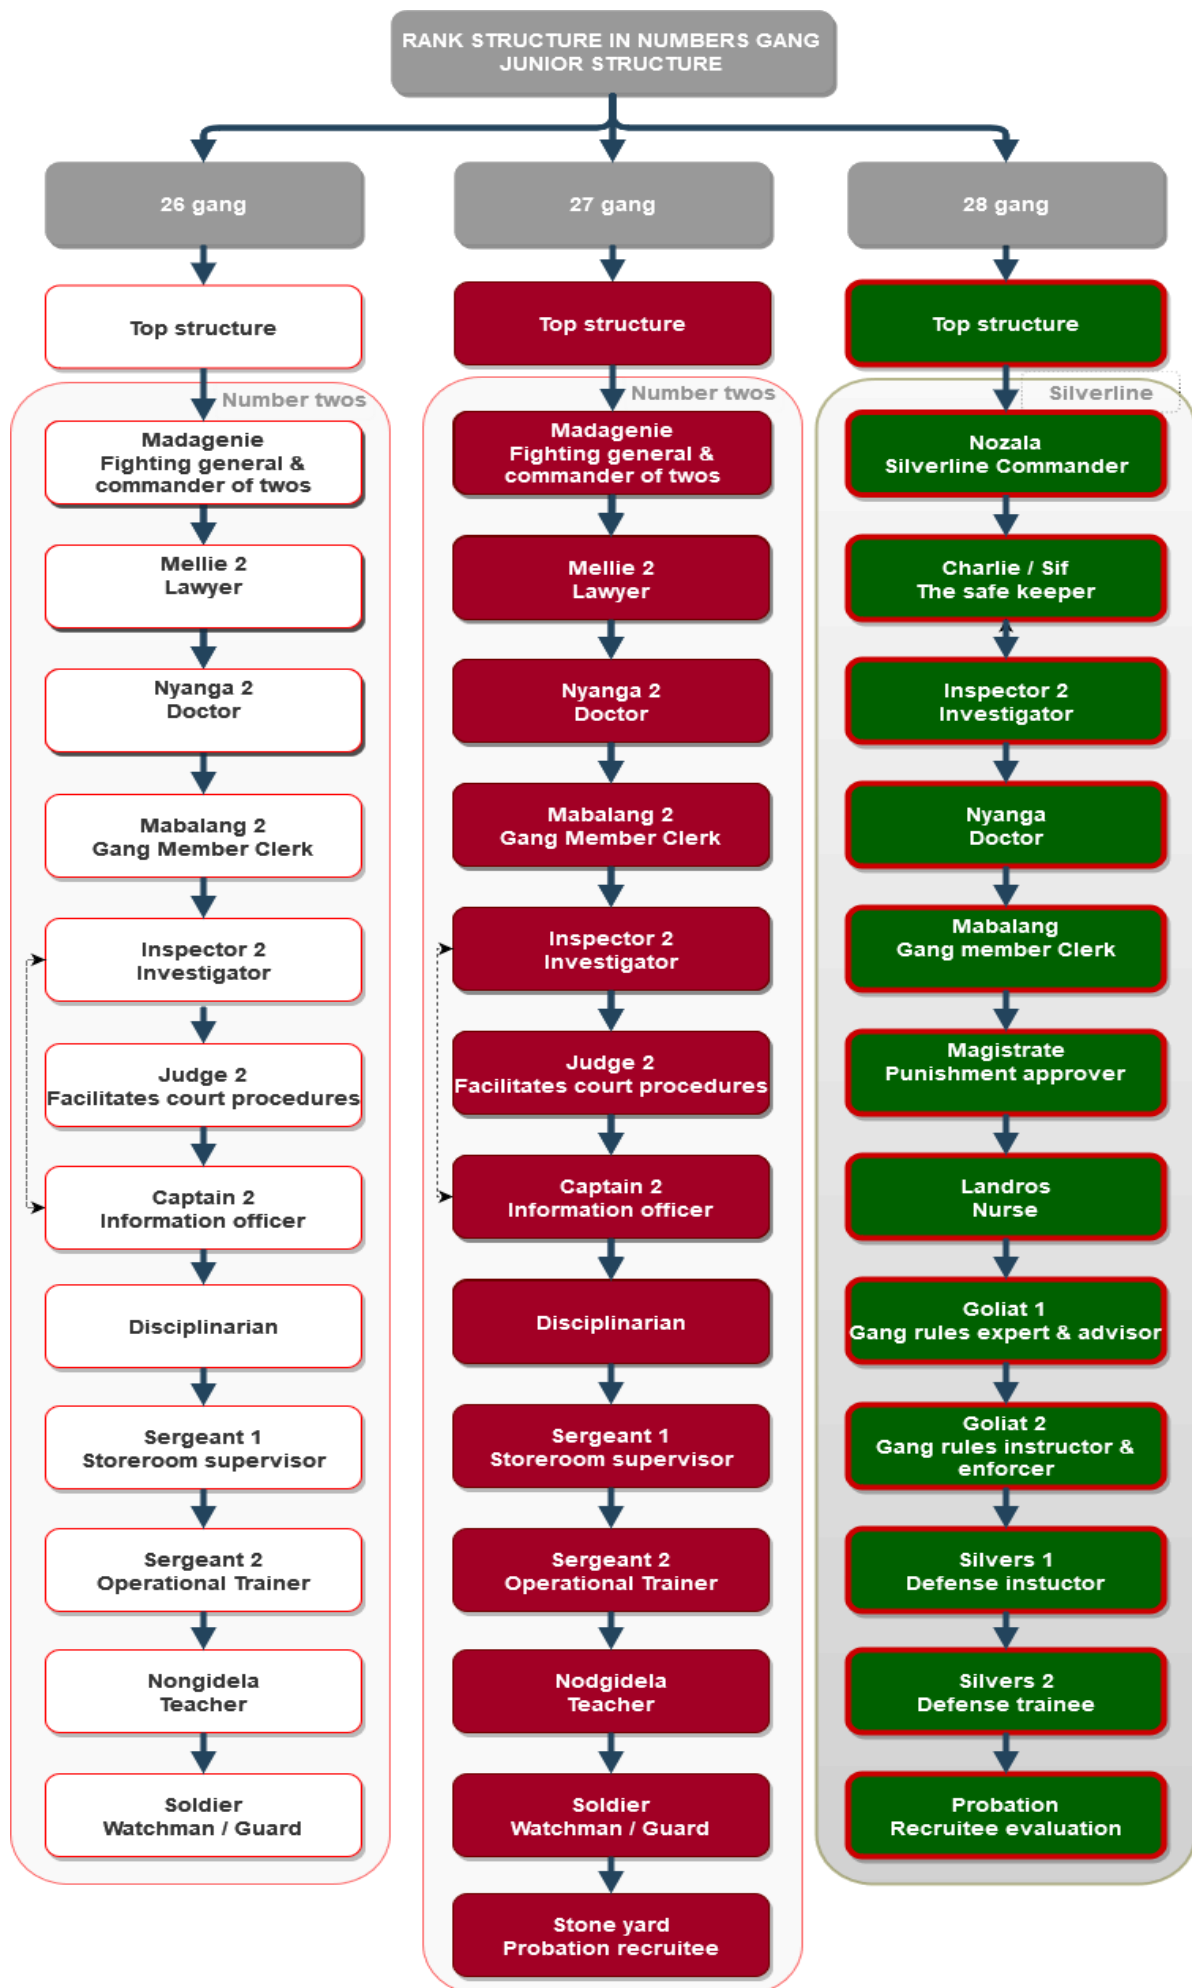 RANK STRUCTURE IN NUMBERS GANG
JUNIOR STRUCTURE
26 gang
Top structure
Number twos
Madagenie
Fighting general &
commander of twos
Mellie 2
Lawyer
Nyanga 2
Doctor
Mabalang 2
Gang Member Clerk
Inspector 2
Investigator
Judge 2
Facilitates court procedures
Captain 2
Information officer
Disciplinarian
Sergeant 1
Storeroom supervisor
Sergeant 2
Operational Trainer
Nongidela
Teacher
Soldier
Watchman / Guard
27 gang
Top structure
Number twos
Madagenie
Fighting general &
commander of twos
Mellie 2
Lawyer
Nyanga 2
Doctor
Mabalang 2
Gang Member Clerk
Inspector 2
Investigator
Judge 2
Facilitates court procedures
Captain 2
Information officer
Disciplinarian
Sergeant 1
Storeroom supervisor
Sergeant 2
Operational Trainer
Nodgidela
Teacher
Soldier
Watchman / Guard
Stone yard
Probation recruitee
28 gang
Top structure
Silverline
Nozala
Silverline Commander
Charlie / Sif
The safe keeper
Inspector 2
Investigator
Nyanga
Doctor
Mabalang
Gang member Clerk
Magistrate
Punishment approver
Landros
Nurse
Goliat 1
Gang rules expert & advisor
Goliat 2
Gang rules instructor &
enforcer
Silvers 1
Defense instuctor
Silvers 2
Defense trainee
Probation
Recruitee evaluation